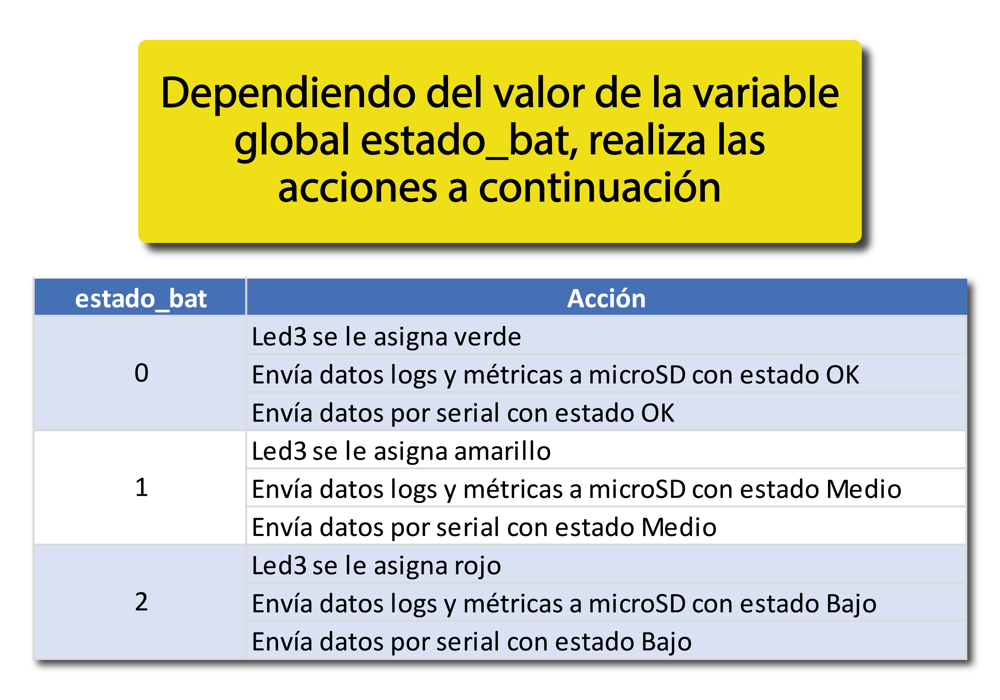 Dependiendo del valor de la variable
global estado_bat, realiza las
acciones a continuación
estado_bat
Acción
0
Led3 se le asigna verde
Envía datos logs y métricas a microSD con estado OK
Envía datos por serial con estado OK
1
Led3 se le asigna amarillo
Envía datos logs y métricas a microSD con estado Medio
Envía datos por serial con estado Medio
2
Led3 se le asigna rojo
Envía datos logs y métricas a microSD con estado Bajo
Envía datos por serial con estado Bajo